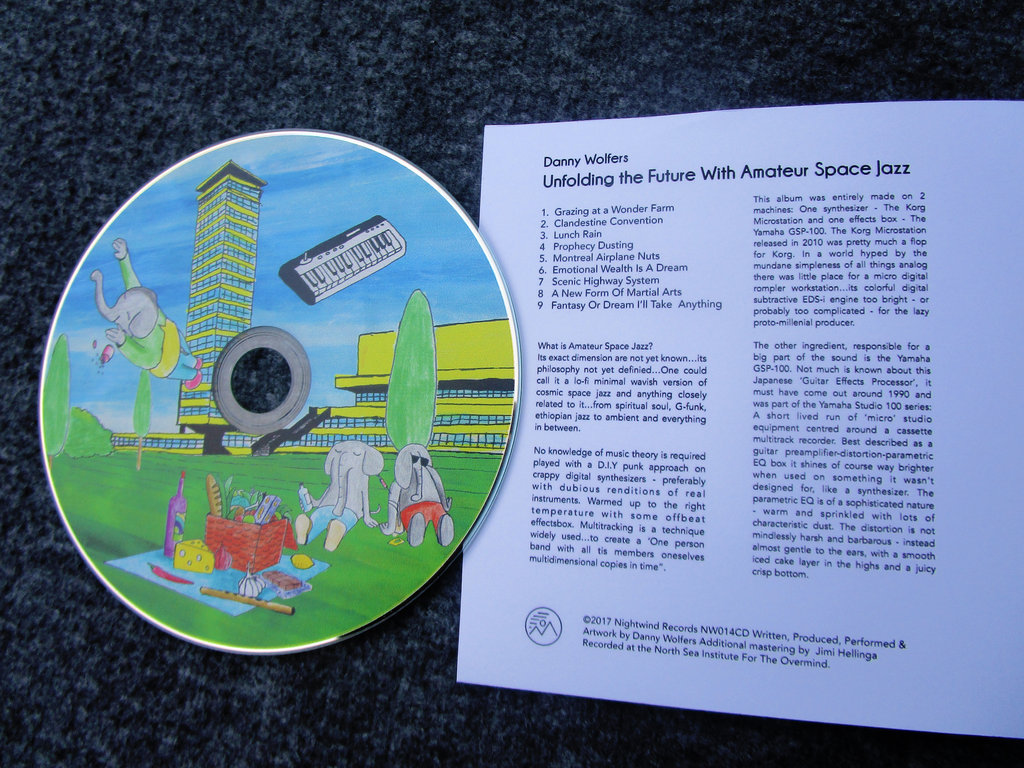 Danny Wolfers
Unfolding the Future With Amateur Space Jazz
1. Grazing at a Wonder Farm
2. Clandestine Convention
3. Lunch Rain
4 Prophecy Dusting
5. Montreal Airplane Nuts
6. Emotional Wealth Is A Dream
7 Scenic Highway System
8 A New Form Of Martial Arts
9 Fantasy Or Dream I'll Take Anything
What is Amateur Space Jazz?
Its exact dimension are not yet known...its
philosophy not yet definied...One could
call it a lo-fi minimal wavish version of
cosmic space jazz and anything closely
related to it...from spiritual soul, G-funk,
ethiopian jazz to ambient and everything
in between.
No knowledge of music theory is required
played with a D.I.Y punk approach on
crappy digital synthesizers - preferably
with dubious renditions of real
instruments. Warmed up to the right
temperature with some offbeat
effectsbox. Multitracking is a technique
widely used...to create a 'One person
band with all tis members oneselves
multidimensional copies in time".
This album was entirely made on 2
machines: One synthesizer - The Korg
Microstation and one effects box - The
Yamaha GSP-100. The Korg Microstation
released in 2010 was pretty much a flop
for Korg. In a world hyped by the
mundane simpleness of all things analog
there was little place for a micro digital
rompler workstation...its colorful digital
subtractive EDS-i engine too bright - or
probably too complicated - for the lazy
proto-millenial producer.
The other ingredient, responsible for a
big part of the sound is the Yamaha
GSP-100. Not much is known about this
Japanese 'Guitar Effects Processor', it
must have come out around 1990 and
was part of the Yamaha Studio 100 series:
A short lived run of 'micro' studio
equipment centred around a cassette
multitrack recorder. Best described as a
guitar preamplifier-distortion-parametric
EQ box it shines of course way brighter
when used on something it wasn't
designed for, like a synthesizer. The
parametric EQ is of a sophisticated nature
- warm and sprinkled with lots of
characteristic dust. The distortion is not
mindlessly harsh and barbarous - instead
almost gentle to the ears, with a smooth
iced cake layer in the highs and a juicy
crisp bottom.
©2017 Nightwind Records NW014CD Written, Produced, Performed &
Artwork by Danny Wolfers Additional mastering by Jimi Hellinga
Recorded at the North Sea Institute For The Overmind.